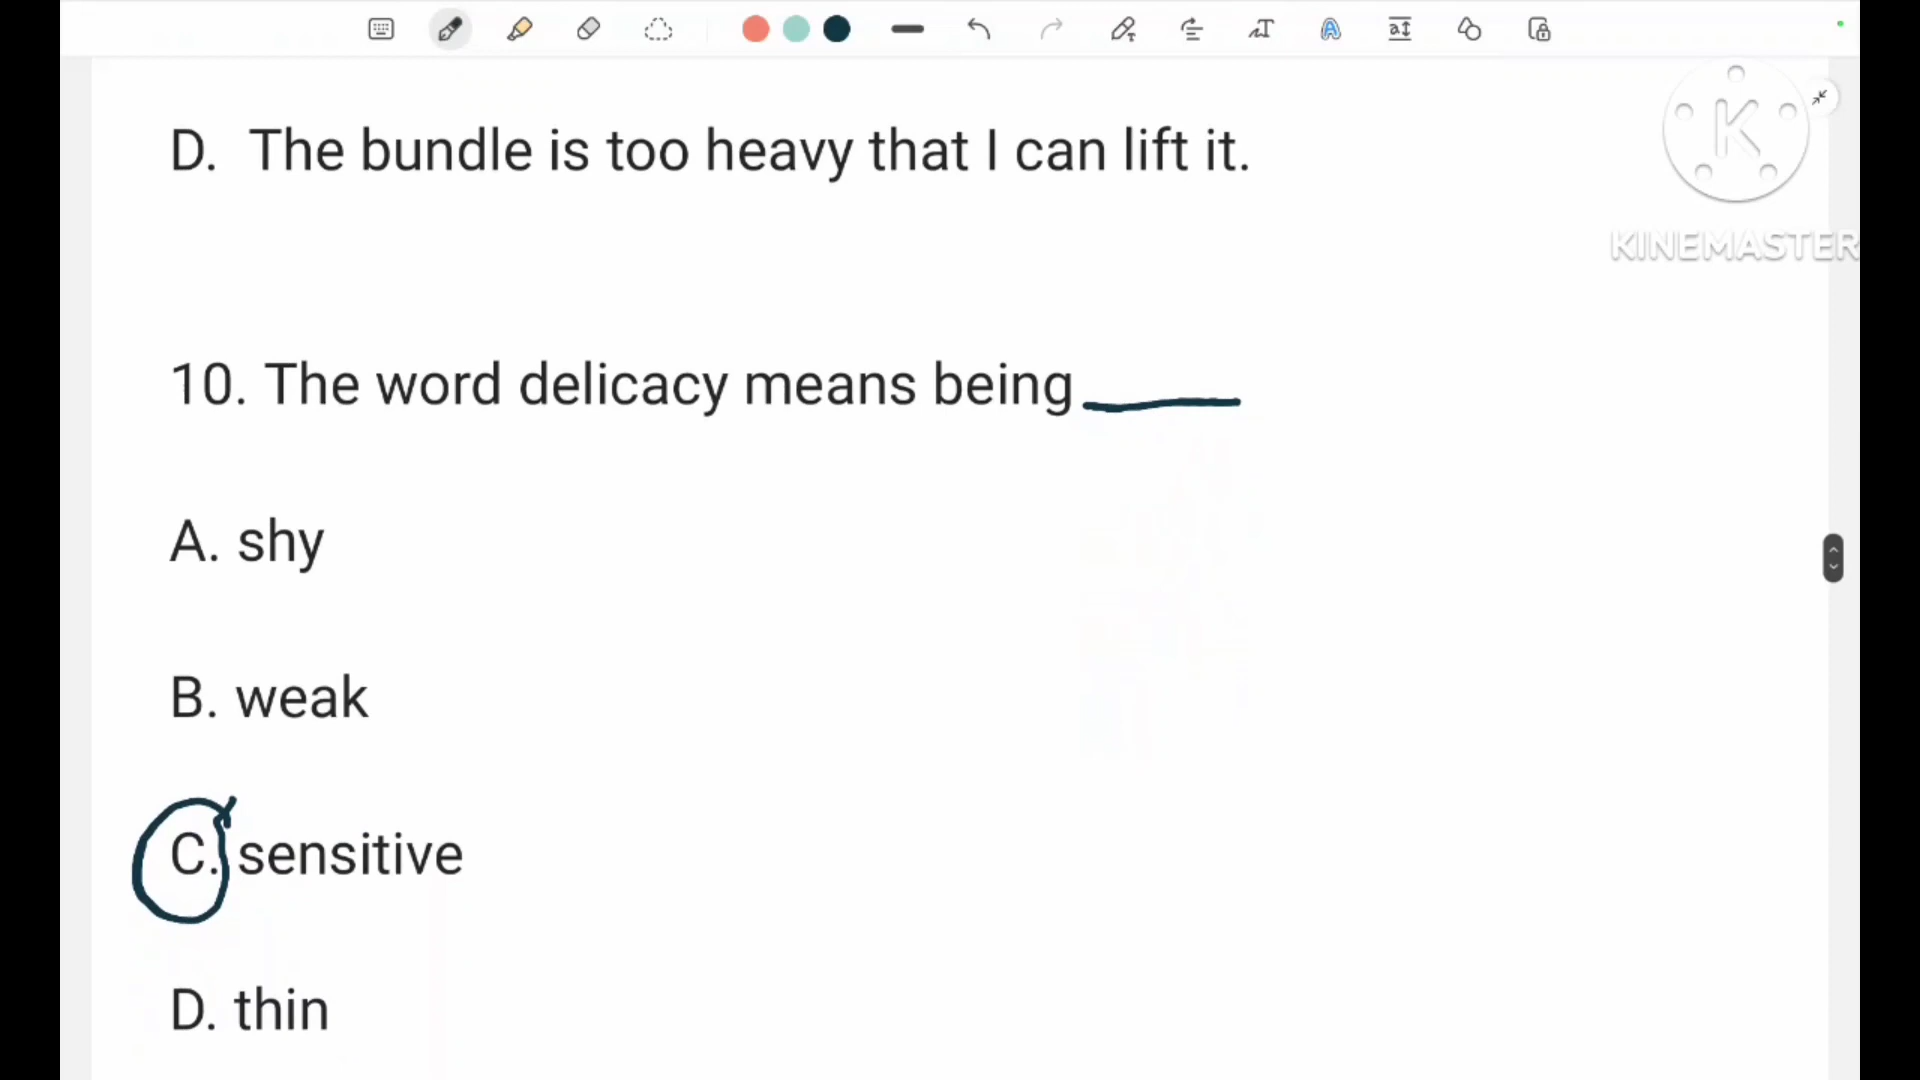 D. The bundle is too heavy that I can lift it.
KINEMASTER
10. The word delicacy means being
A. shy
B. weak
C. sensitive
D. thin